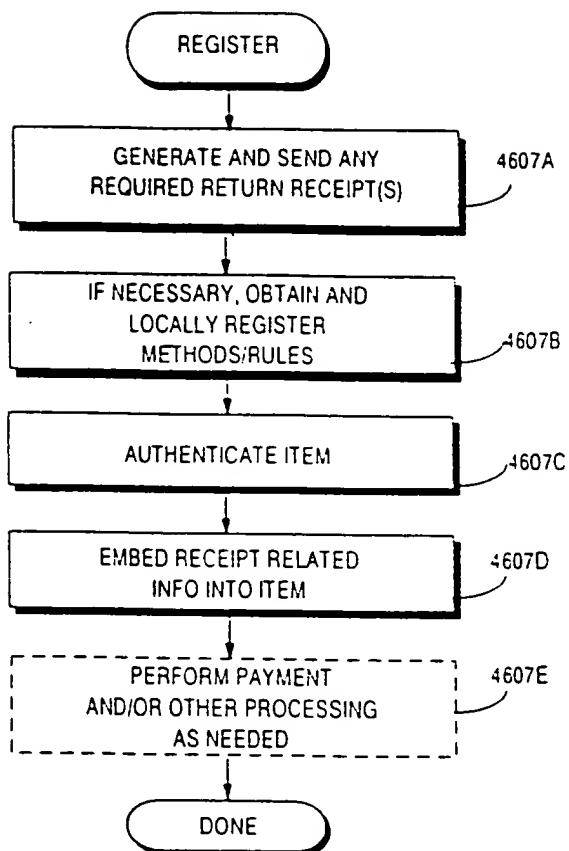 REGISTER
GENERATE AND SEND ANY
REQUIRED RETURN RECEIPT(S)
4607A
IF NECESSARY, OBTAIN AND
LOCALLY REGISTER
METHODS/RULES
4607B
AUTHENTICATE ITEM
4607C
EMBED RECEIPT RELATED
INFO INTO ITEM
4607D
PERFORM PAYMENT
AND/OR OTHER PROCESSING
AS NEEDED
4607E
DONE